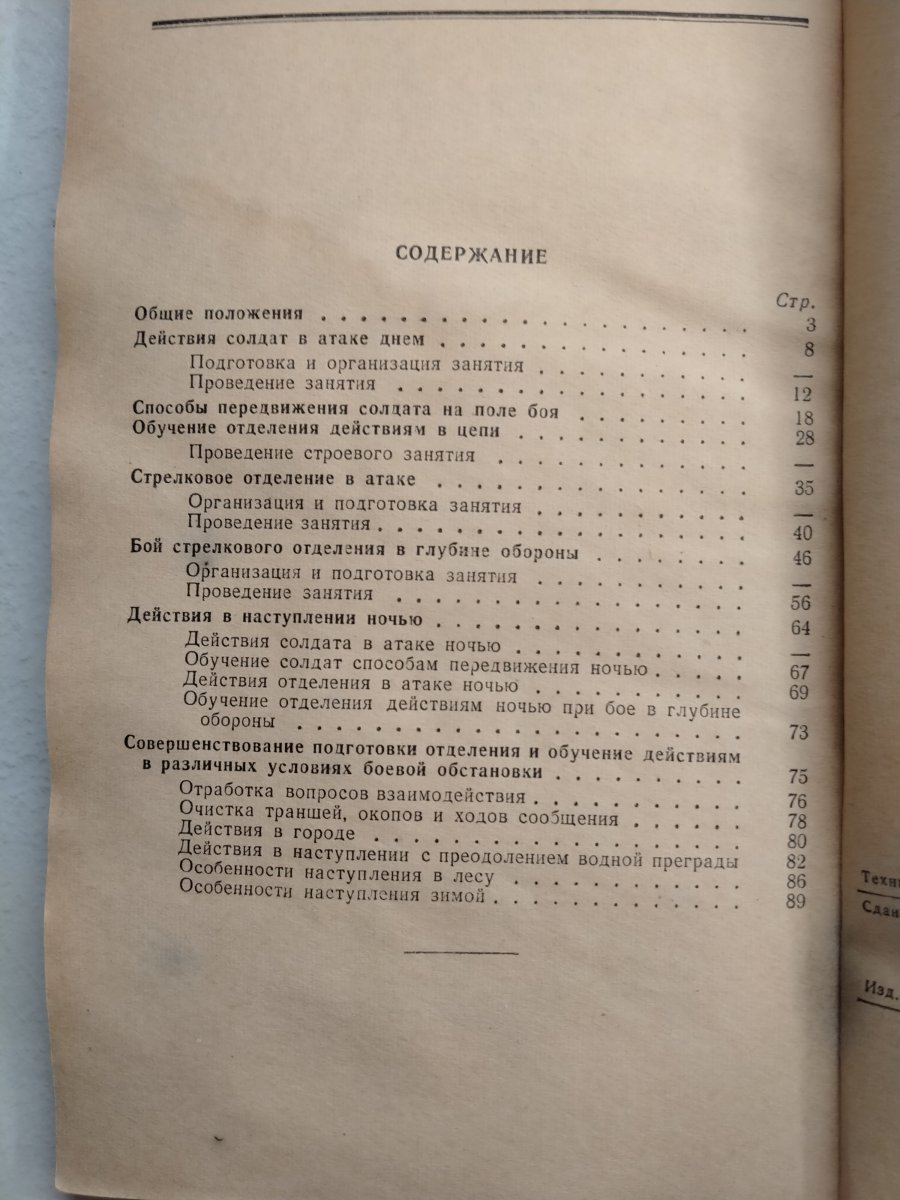 СОДЕРЖАНИЕ
Стр.
Общие положения . . . . . . . . . . . . . . . . . . . . 3
Действия солдат в атаке днем . . . . . . . . . . . . . . 8
Подготовка и организация занятия . . . . . . . . . —
Проведение занятия . . . . . . . . . . . . . . . . 12
Способы передвижения солдата на поле боя . . . . . . . . 18
Обучение отделения действиям в цепи . . . . . . . . . . 28
Проведение строевого занятия . . . . . . . . . . . —
Стрелковое отделение в атаке . . . . . . . . . . . . . . 35
Организация и подготовка занятия . . . . . . . . . —
Проведение занятия . . . . . . . . . . . . . . . . 40
Бой стрелкового отделения в глубине обороны . . . . . . 46
Организация и подготовка занятия . . . . . . . . . —
Проведение занятия . . . . . . . . . . . . . . . . 56
Действия в наступлении ночью . . . . . . . . . . . . . . 64
Действия солдата в атаке ночью . . . . . . . . . . —
Обучение солдат способам передвижения ночью . . . . 67
Действия отделения в атаке ночью . . . . . . . . . 69
Обучение отделения действиям ночью при бое в глубине
обороны . . . . . . . . . . . . . . . . . . . . 73
Совершенствование подготовки отделения и обучение действиям
в различных условиях боевой обстановки . . . . . . . . 75
Отработка вопросов взаимодействия . . . . . . . . . 76
Очистка траншей, окопов и ходов сообщения . . . . . 78
Действия в городе . . . . . . . . . . . . . . . . 80
Действия в наступлении с преодолением водной преграды 82
Особенности наступления в лесу . . . . . . . . . . 86
Особенности наступления зимой . . . . . . . . . . . 89
Изд.